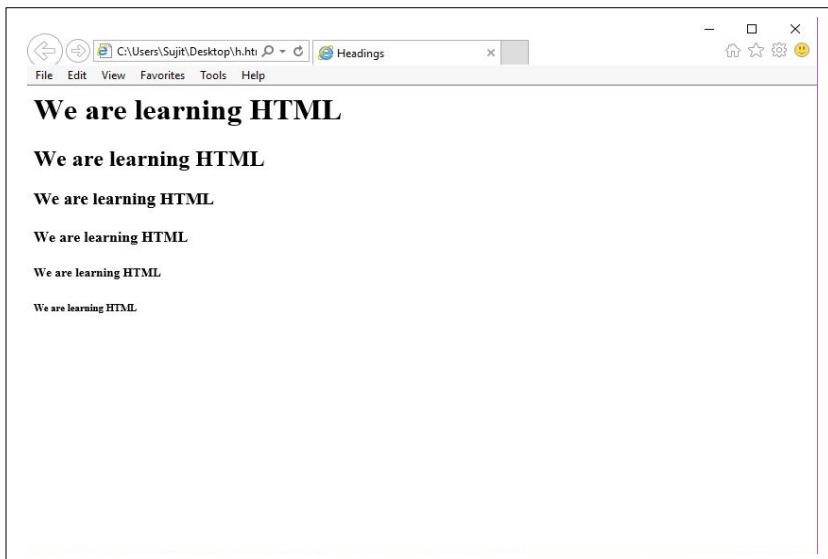 C:\Users\Sujit\Desktop\h.htı
Headings
File Edit View Favorites Tools Help
We are learning HTML
We are learning HTML
We are learning HTML
We are learning HTML
We are learning HTML
We are learning HTML